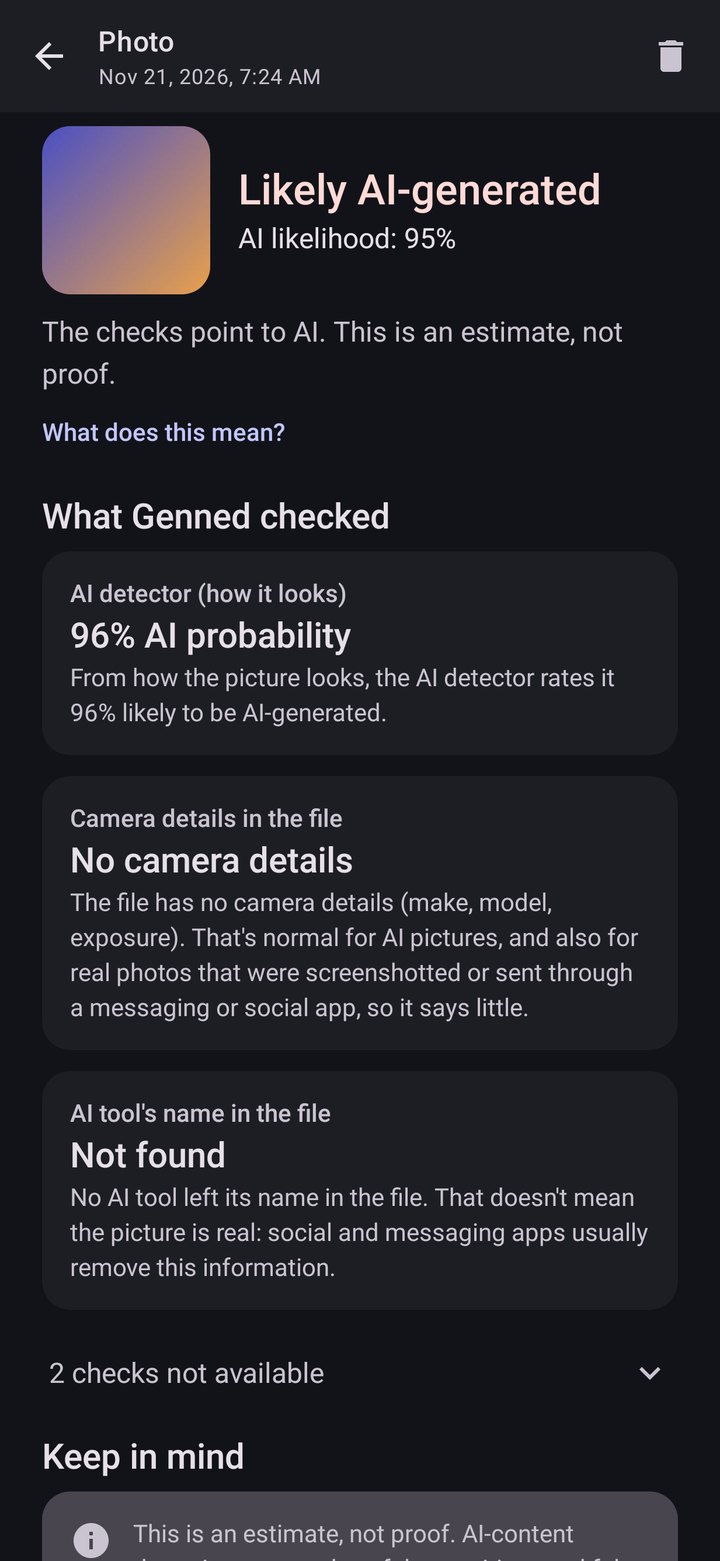 Photo
Nov 21, 2026, 7:24 AM
Likely AI-generated
AI likelihood: 95%
The checks point to AI. This is an estimate, not
proof.
What does this mean?
What Genned checked
AI detector (how it looks)
96% AI probability
From how the picture looks, the AI detector rates it
96% likely to be AI-generated.
Camera details in the file
No camera details
The file has no camera details (make, model,
exposure). That's normal for AI pictures, and also for
real photos that were screenshotted or sent through
a messaging or social app, so it says little.
AI tool's name in the file
Not found
No AI tool left its name in the file. That doesn't mean
the picture is real: social and messaging apps usually
remove this information.
2 checks not available
Keep in mind
This is an estimate, not proof. AI-content